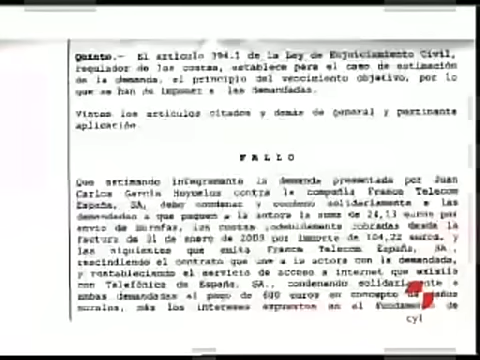 Quinto.- El artículo 394.1 de la Ley de Enjuiciamiento Civil,
regulador de las costas, establece para el caso de estimación
de la demanda, el principio del vencimiento objetivo, por lo
que se han de imponer a las demandadas.
Vistos los artículos citados y demás de general y pertinente
aplicación.
FALLO
Que estimando íntegramente la demanda presentada por Juan
Carlos García contra la compañía France Telecom
España, SA, debo condenar y condeno solidariamente a las
demandadas a que paguen a la actora la suma de 24,13 euros por
envío de morofax, las cuotas indebidamente cobradas desde la
factura de 31 de enero de 2009 por importe de 104,22 euros, y
las siguientes que emita France Telecom España, SA.,
rescindiendo el contrato que une a la actora con la demandada,
y restableciendo el servicio de acceso a internet que existía
con Telefónica de España, SA., condenando solidariamente a
ambas demandadas al pago de 600 euros en concepto de daños
morales, más los intereses expuestos en el fundamento de
cyl